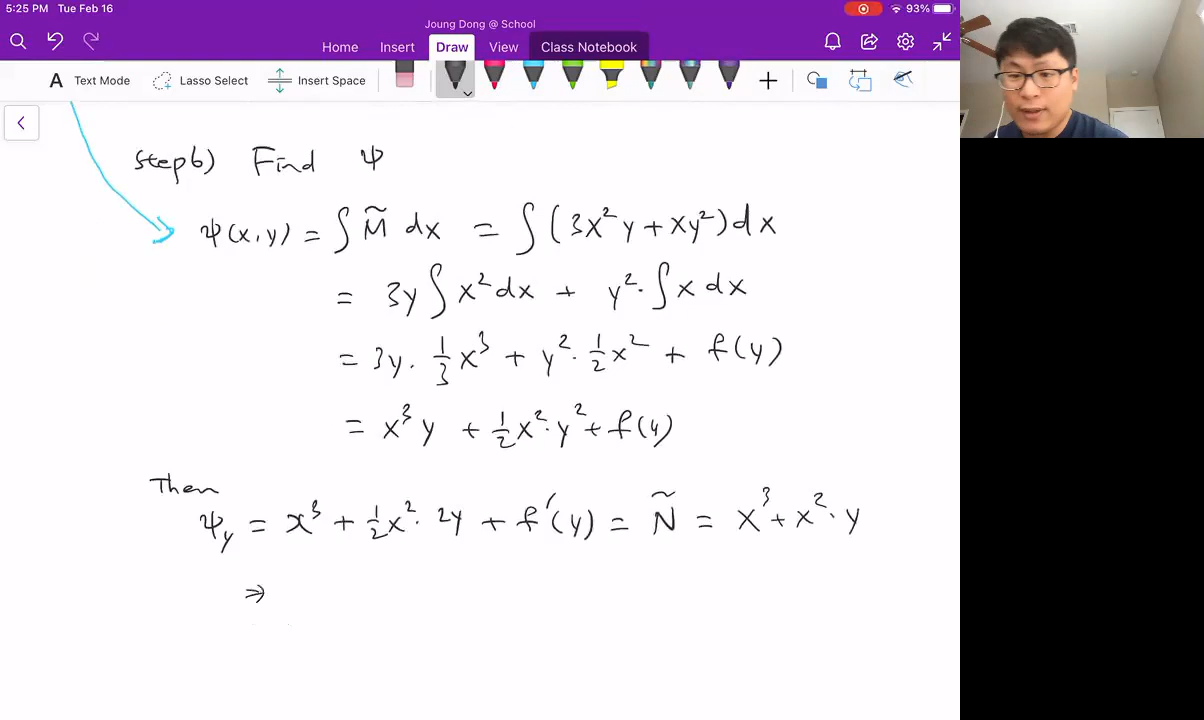 5:25 PM Tue Feb 16
93%
Joung Dong @ School
Home Insert Draw View Class Notebook
A Text Mode Lasso Select Insert Space
Step6) Find Ψ
Ψ(x,y) = ∫ M̃ dx = ∫ (3x²y + xy²) dx
= 3y ∫ x² dx + y² · ∫ x dx
= 3y · 1/3 x³ + y² · 1/2 x² + f(y)
= x³y + 1/2 x² · y² + f(y)
Then
Ψy = x³ + 1/2 x² · 2y + f'(y) = Ñ = x³ + x² · y
⇒